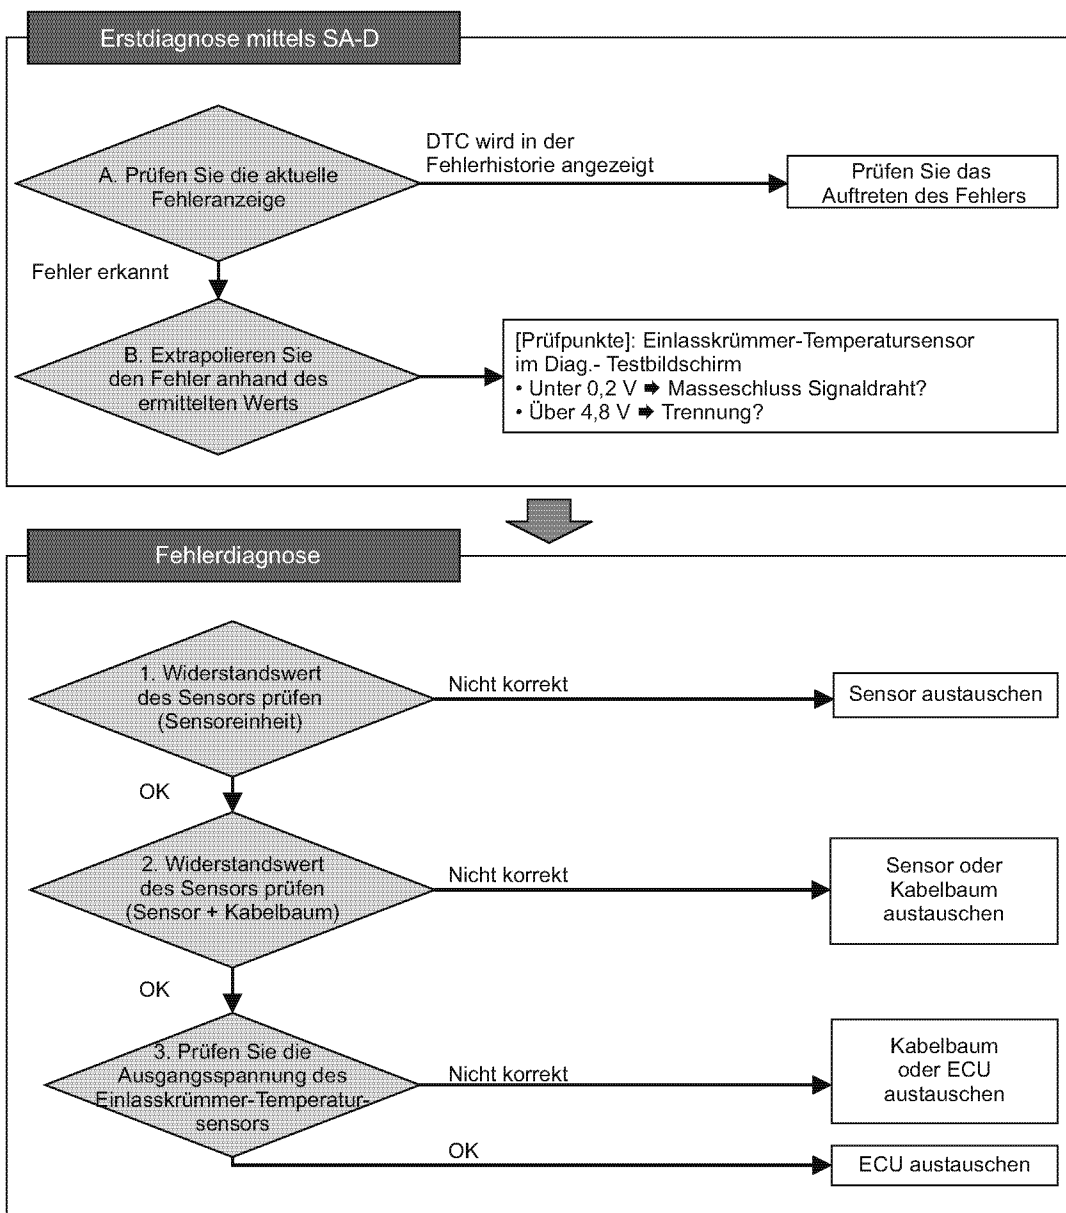 Erstdiagnose mittels SA-D
A. Prüfen Sie die aktuelle
Fehleranzeige
DTC wird in der
Fehlerhistorie angezeigt
Prüfen Sie das
Auftreten des Fehlers
Fehler erkannt
B. Extrapolieren Sie
den Fehler anhand des
ermittelten Werts
[Prüfpunkte]: Einlasskrümmer-Temperatursensor
im Diag.- Testbildschirm
• Unter 0,2 V ➡ Masseschluss Signaldraht?
• Über 4,8 V ➡ Trennung?
Fehlerdiagnose
1. Widerstandswert
des Sensors prüfen
(Sensoreinheit)
Nicht korrekt
Sensor austauschen
OK
2. Widerstandswert
des Sensors prüfen
(Sensor + Kabelbaum)
Nicht korrekt
Sensor oder
Kabelbaum
austauschen
OK
3. Prüfen Sie die
Ausgangsspannung des
Einlasskrümmer-Temperatur-
sensors
Nicht korrekt
Kabelbaum
oder ECU
austauschen
OK
ECU austauschen